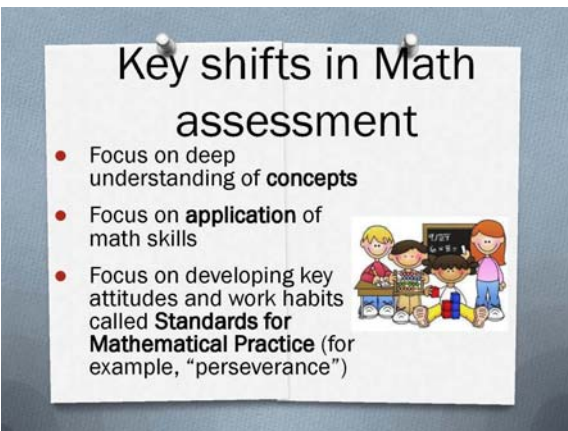 Key shifts in Math
assessment
● Focus on deep
understanding of concepts
● Focus on application of
math skills
● Focus on developing key
attitudes and work habits
called Standards for
Mathematical Practice (for
example, “perseverance”)